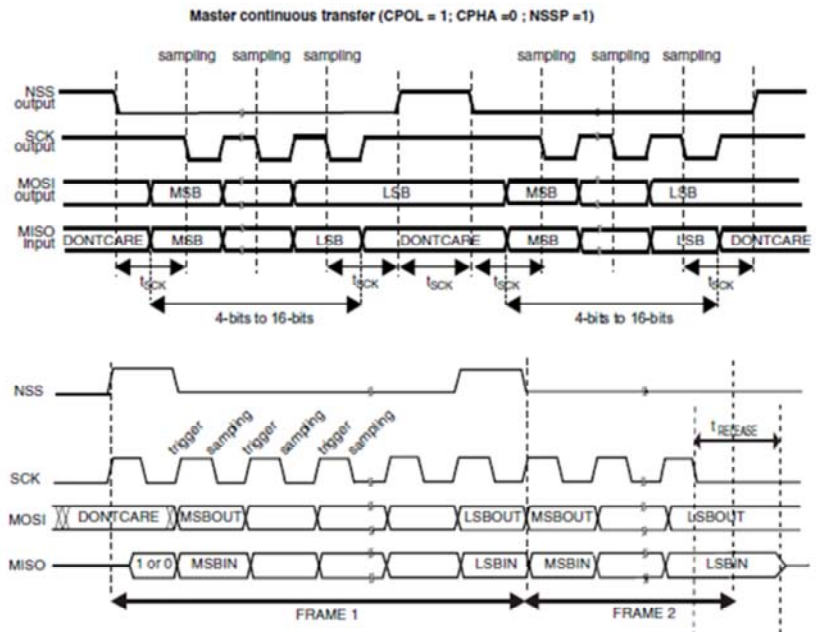 Master continuous transfer (CPOL = 1; CPHA =0 ; NSSP =1)
sampling sampling sampling sampling sampling sampling
NSS output
SCK output
MOSI output MSB LSB MSB LSB
MISO input DONTCARE MSB LSB DONTCARE MSB LSB DONTCARE
tSCK tSCK tSCK tSCK tSCK
4-bits to 16-bits 4-bits to 16-bits
NSS
trigger sampling trigger sampling trigger sampling
tRELEASE
SCK
MOSI DONTCARE MSBOUT LSBOUT MSBOUT LSBOUT
MISO 1 or 0 MSBIN LSBIN MSBIN LSBIN
FRAME 1 FRAME 2